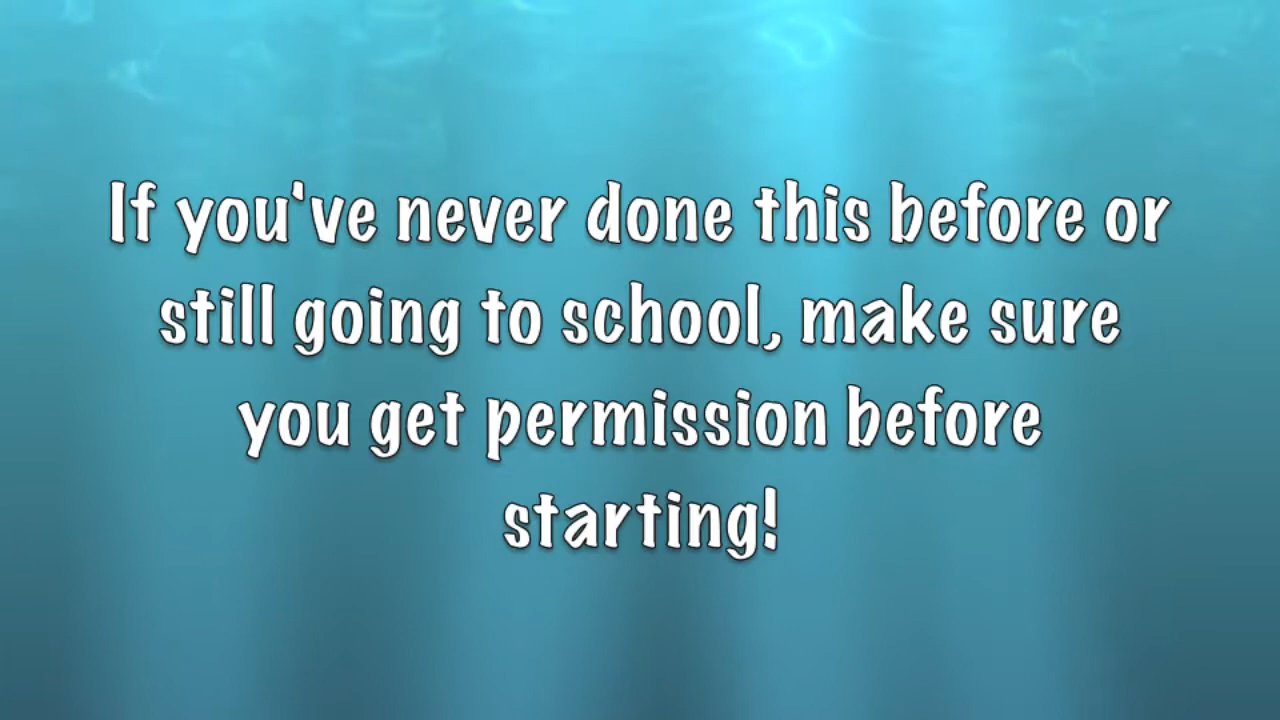 If you've never done this before or
still going to school, make sure
you get permission before
starting!